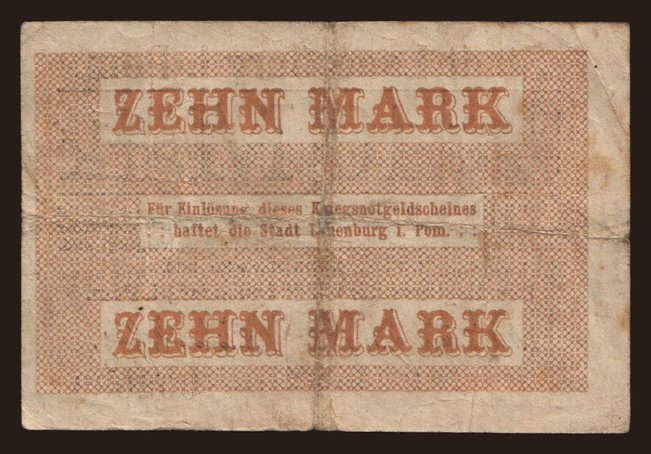 ZEHN MARK
Für Einlösung dieses Kriegsnotgeldscheines
haftet die Stadt Lauenburg i. Pom.
ZEHN MARK